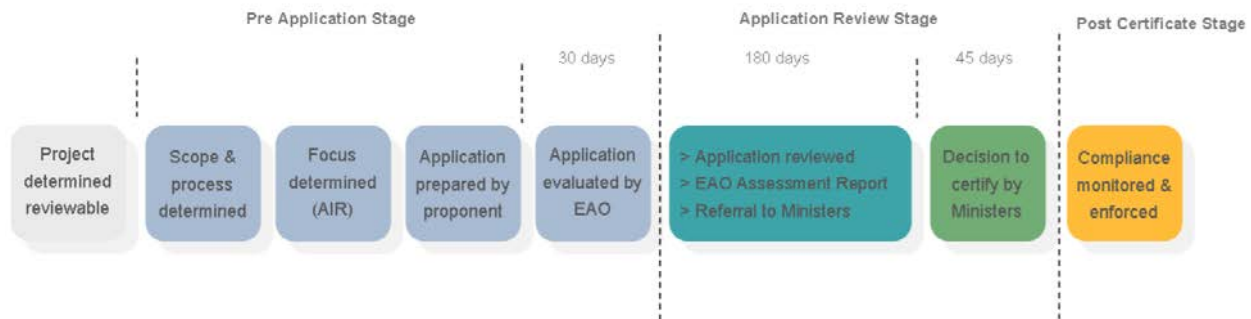 Pre Application Stage
Application Review Stage
Post Certificate Stage
30 days
180 days
45 days
Project
determined
reviewable
Scope &
process
determined
Focus
determined
(AIR)
Application
prepared by
proponent
Application
evaluated by
EAO
> Application reviewed
> EAO Assessment Report
> Referral to Ministers
Decision to
certify by
Ministers
Compliance
monitored &
enforced